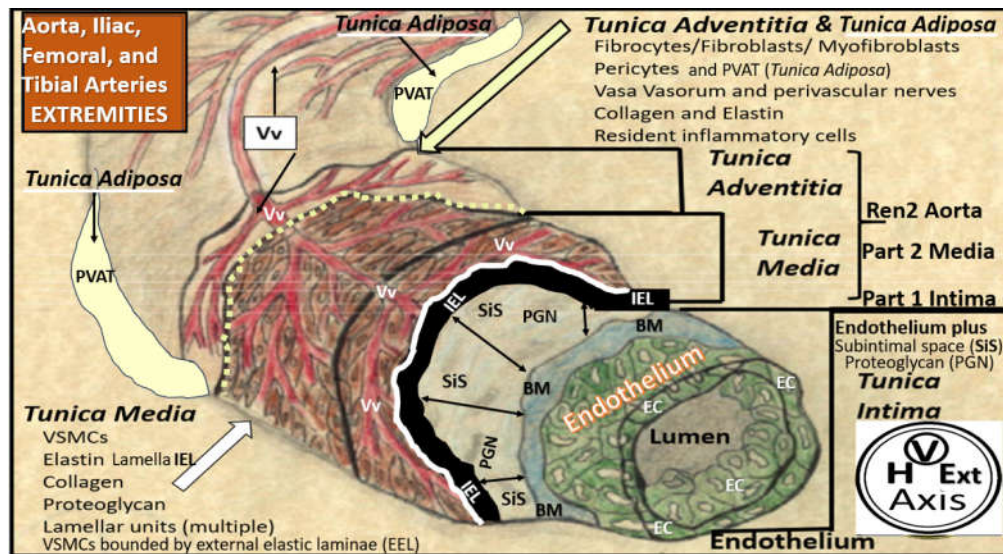 Aorta, Iliac,
Femoral, and
Tibial Arteries
EXTREMITIES
Tunica Adiposa
PVAT
Vv
Tunica Adventitia & Tunica Adiposa
Fibrocytes/Fibroblasts/ Myofibroblasts
Pericytes and PVAT (Tunica Adiposa)
Vasa Vasorum and perivascular nerves
Collagen and Elastin
Resident inflammatory cells
Tunica Adiposa
PVAT
Tunica
Adventitia
Tunica
Media
Ren2 Aorta
Part 2 Media
Part 1 Intima
Vv
Vv
Vv
Vv
IEL
IEL
IEL
SiS
PGN
SiS
PGN
SiS
BM
BM
BM
Endothelium
EC
EC
EC
EC
Lumen
Endothelium plus
Subintimal space (SiS)
Proteoglycan (PGN)
Tunica
Intima
V
H Ext
Axis
Endothelium
Tunica Media
VSMCs
Elastin Lamella IEL
Collagen
Proteoglycan
Lamellar units (multiple)
VSMCs bounded by external elastic laminae (EEL)